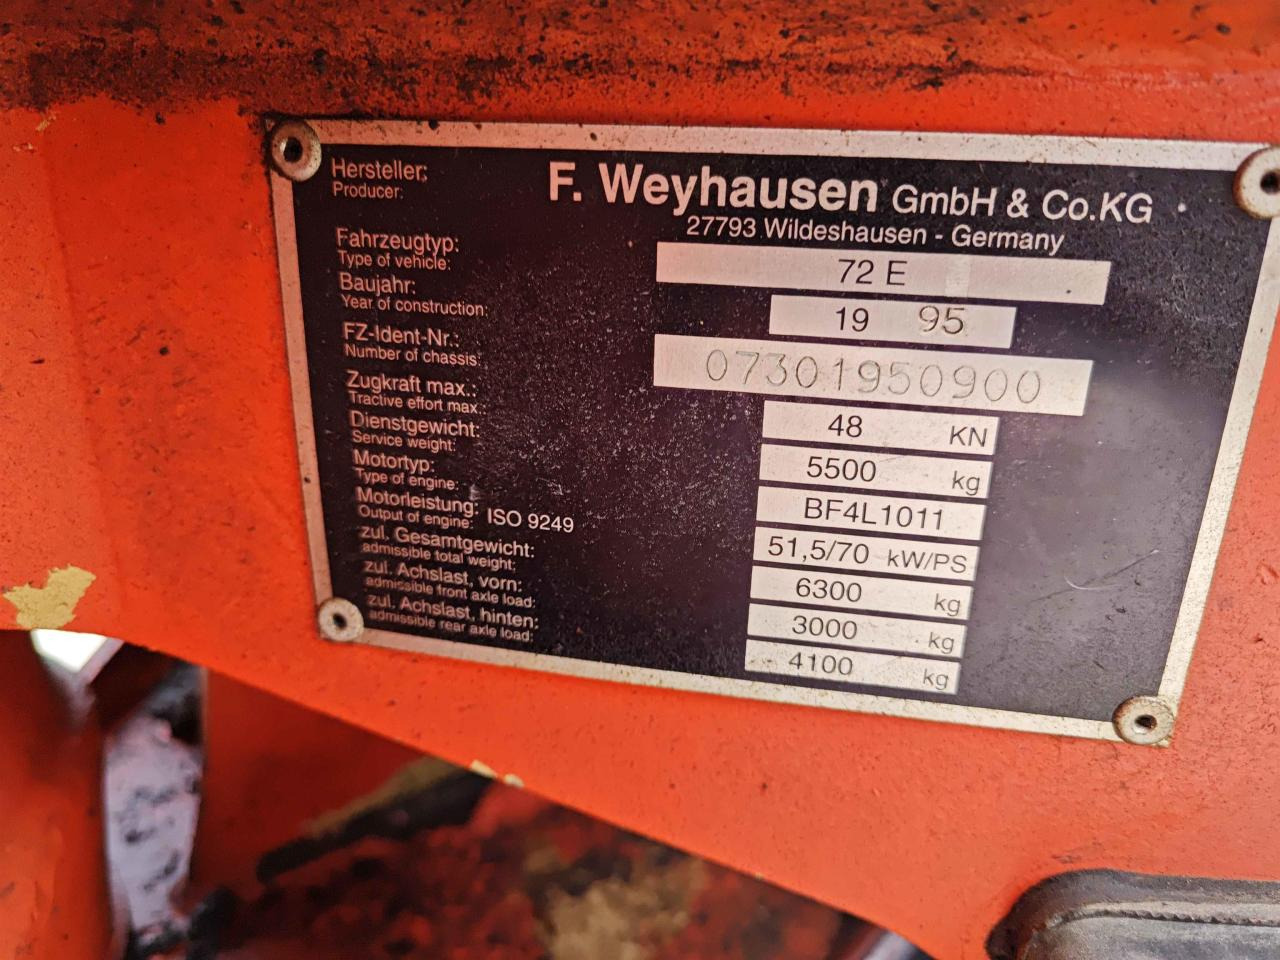 Hersteller: F. Weyhausen GmbH & Co.KG
Producer:
27793 Wildeshausen - Germany
Fahrzeugtyp: 72 E
Type of vehicle:
Baujahr: 19 95
Year of construction:
FZ-Ident-Nr.: 07301950900
Number of chassis:
Zugkraft max.: 48 KN
Tractive effort max.:
Dienstgewicht: 5500 kg
Service weight:
Motortyp: BF4L1011
Type of engine:
Motorleistung: ISO 9249 51,5/70 kW/PS
Output of engine:
zul. Gesamtgewicht: 6300 kg
admissible total weight:
zul. Achslast, vorn: 3000 kg
admissible front axle load:
zul. Achslast, hinten: 4100 kg
admissible rear axle load: